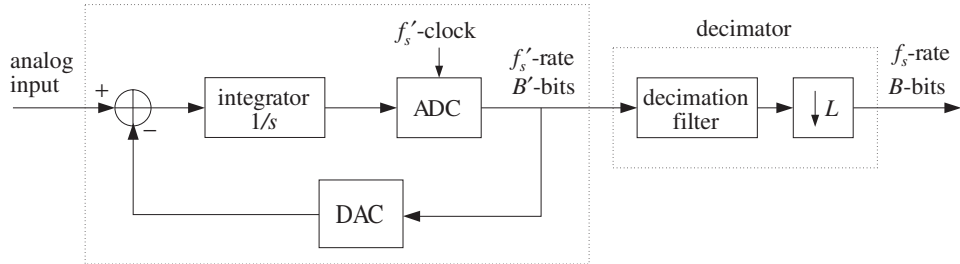 analog
input
+
−
integrator
1/s
f_s′-clock
ADC
f_s′-rate
B′-bits
DAC
decimator
decimation
filter
↓ L
f_s-rate
B-bits